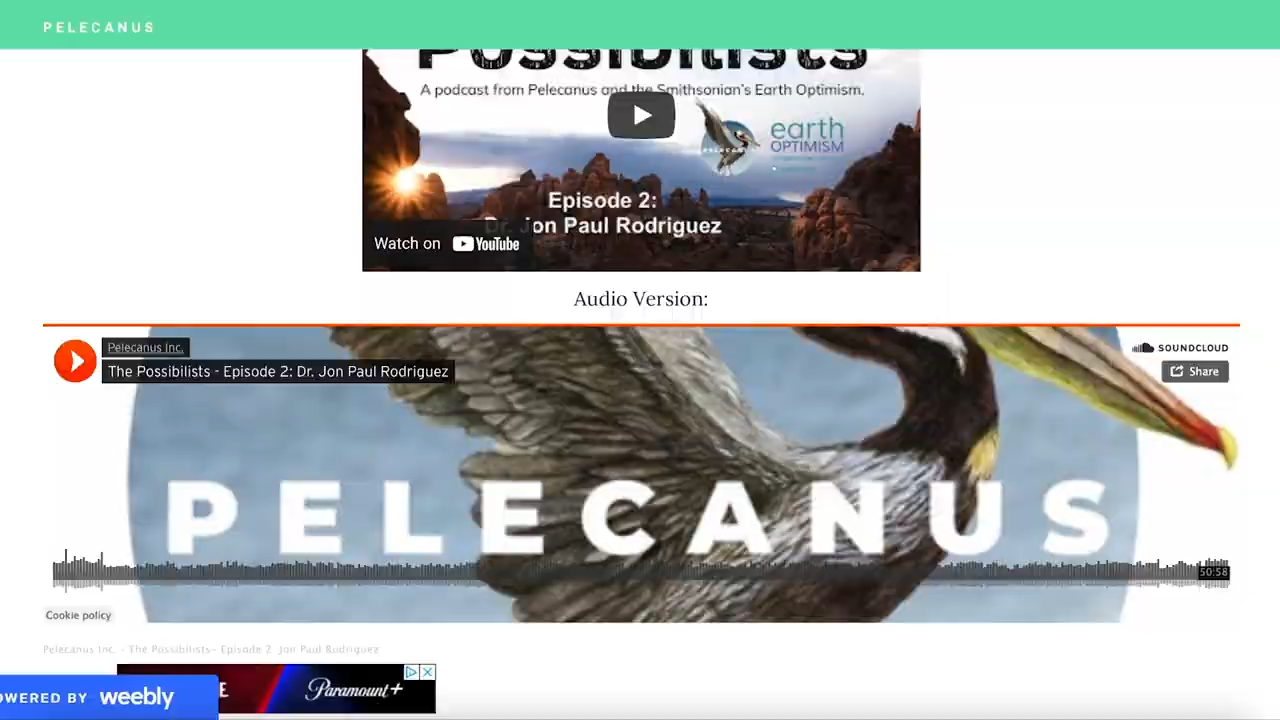 PELECANUS
Possibilists
A podcast from Pelecanus and the Smithsonian's Earth Optimism.
earth
OPTIMISM
PELECANUS
Episode 2:
Dr. Jon Paul Rodriguez
Watch on YouTube
Audio Version:
Pelecanus Inc.
SOUNDCLOUD
The Possibilists - Episode 2: Dr. Jon Paul Rodriguez
Share
PELECANUS
50:58
Cookie policy
Pelecanus Inc. - The Possibilists- Episode 2 Jon Paul Rodriguez
Paramount+
OWERED BY weebly